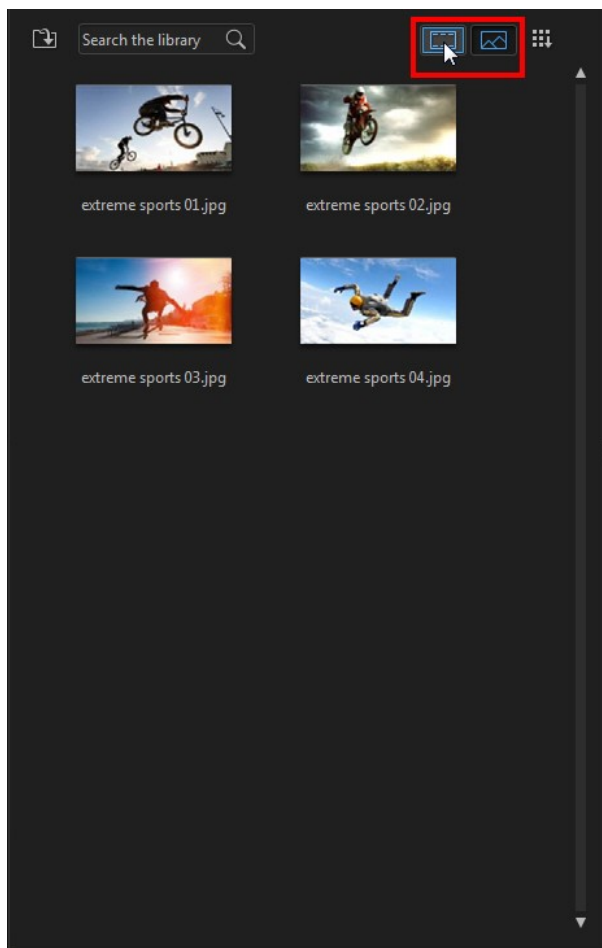 Search the library
extreme sports 01.jpg
extreme sports 02.jpg
extreme sports 03.jpg
extreme sports 04.jpg